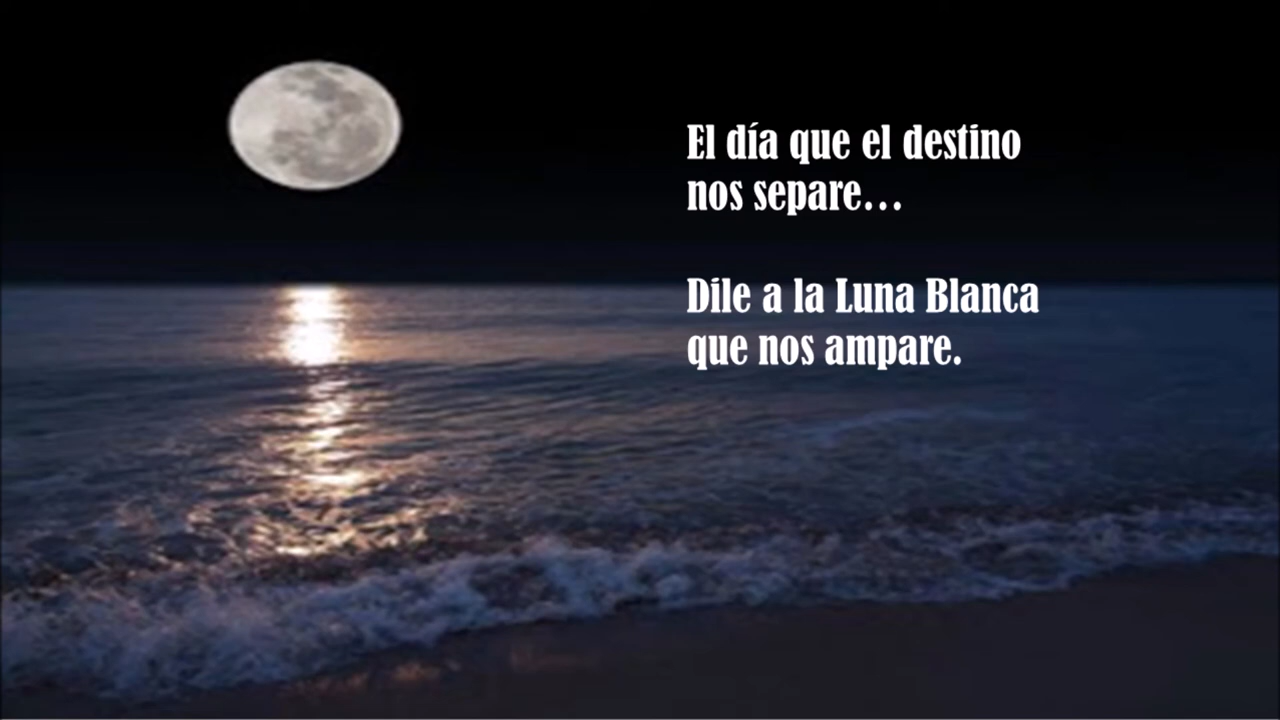 El día que el destino
nos separe...
Dile a la Luna Blanca
que nos ampare.